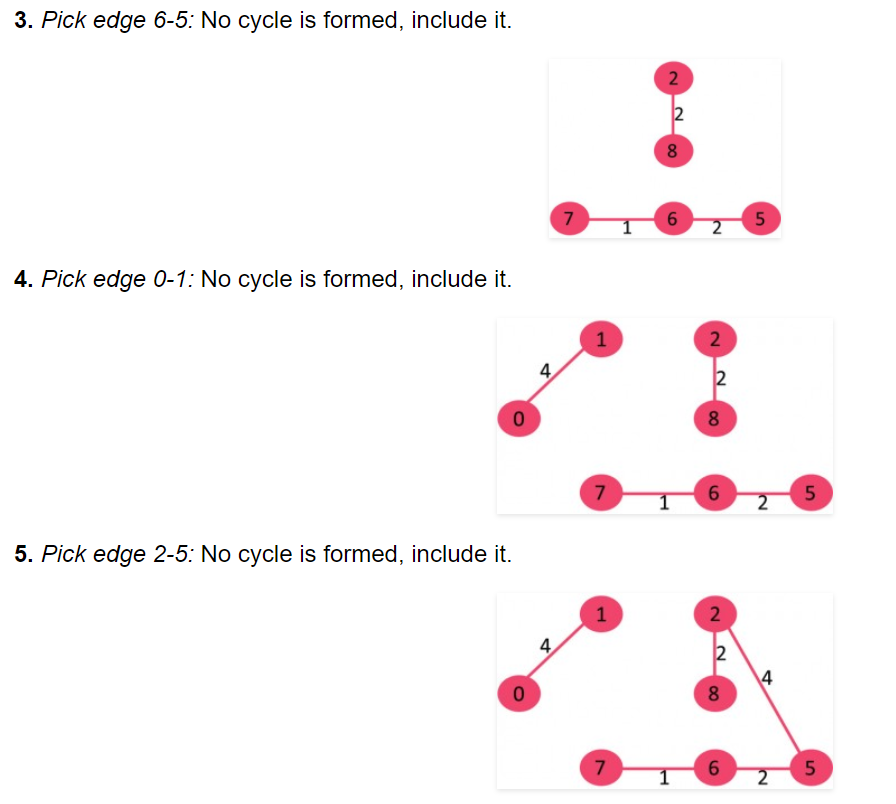 3. Pick edge 6-5: No cycle is formed, include it.
2
2
8
7 1 6 2 5
4. Pick edge 0-1: No cycle is formed, include it.
1 2
4 2
0 8
7 1 6 2 5
5. Pick edge 2-5: No cycle is formed, include it.
1 2
4 2
4
0 8
7 1 6 2 5